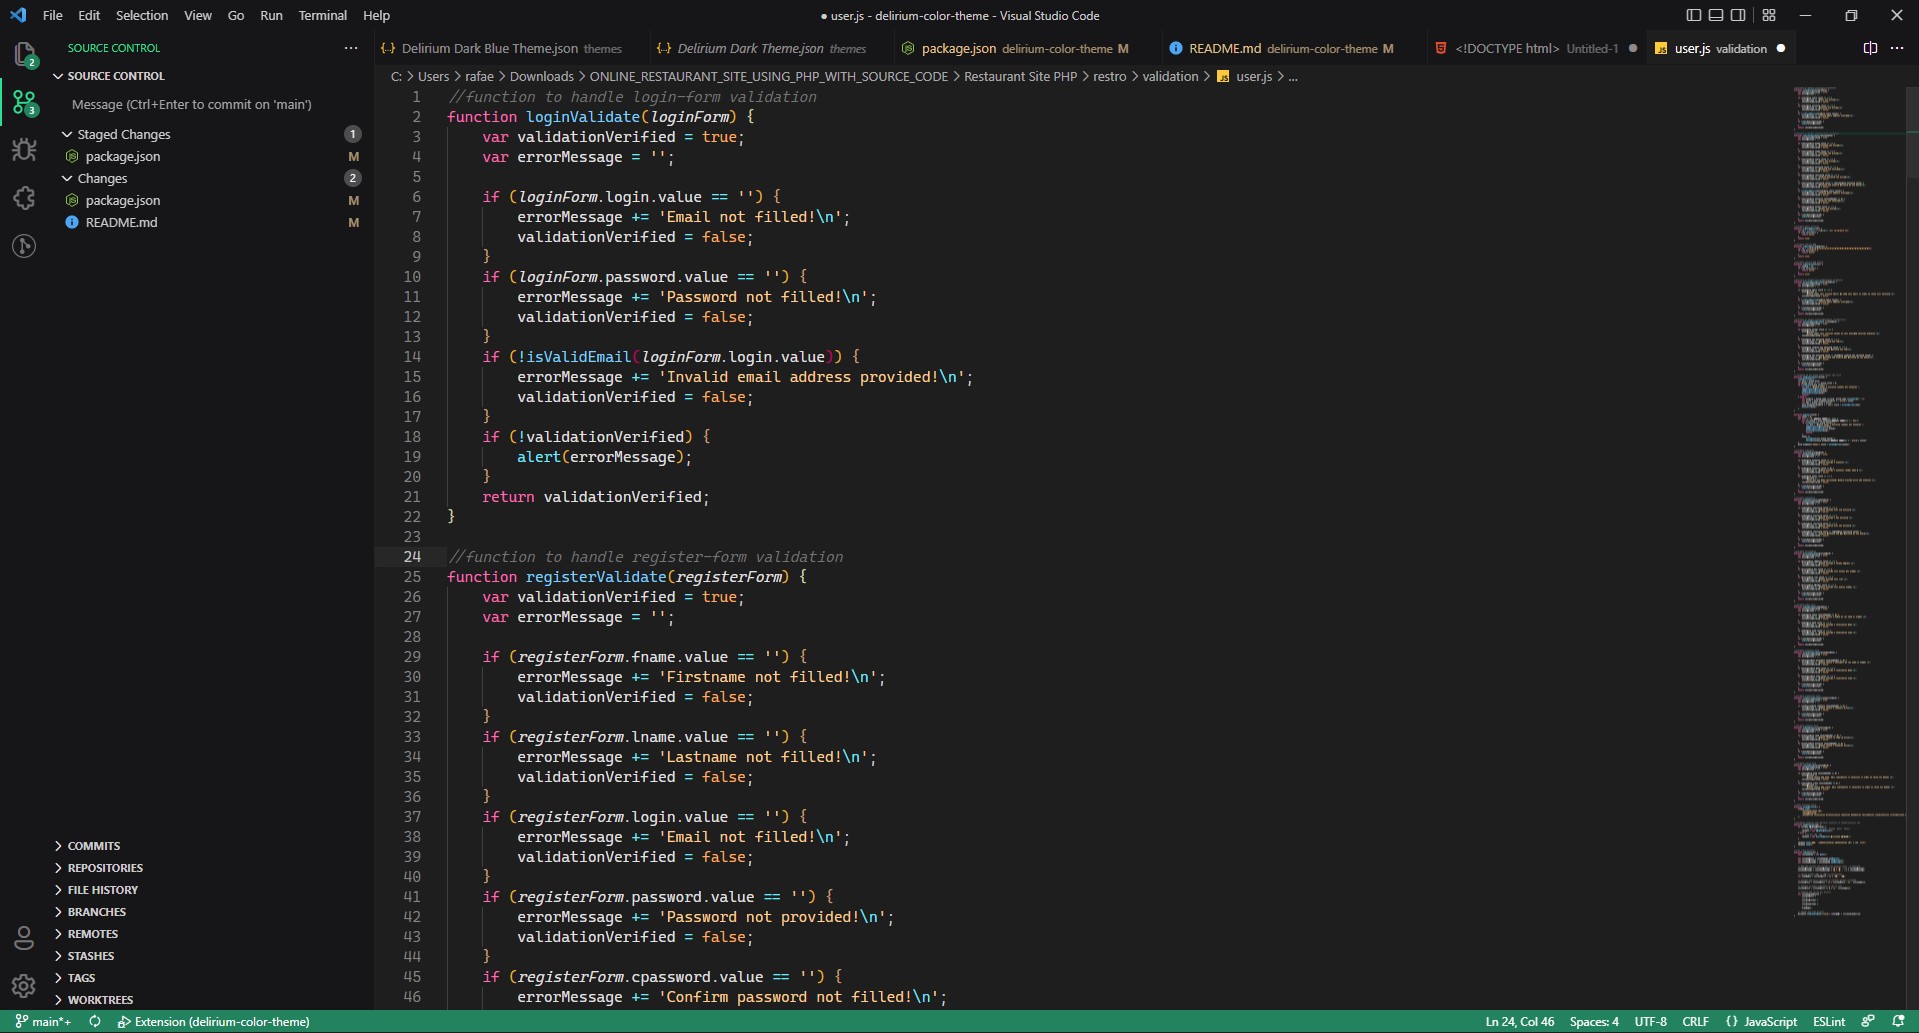 File Edit Selection View Go Run Terminal Help
● user.js - delirium-color-theme - Visual Studio Code
SOURCE CONTROL ···
SOURCE CONTROL
Message (Ctrl+Enter to commit on 'main')
Staged Changes 1
package.json M
Changes 2
package.json M
README.md M
2
3
COMMITS
REPOSITORIES
FILE HISTORY
BRANCHES
REMOTES
STASHES
TAGS
WORKTREES
{..} Delirium Dark Blue Theme.json themes
{..} Delirium Dark Theme.json themes
package.json delirium-color-theme M
README.md delirium-color-theme M
<!DOCTYPE html> Untitled-1 ●
JS user.js validation ●
C: > Users > rafae > Downloads > ONLINE_RESTAURANT_SITE_USING_PHP_WITH_SOURCE_CODE > Restaurant Site PHP > restro > validation > JS user.js > ...
1 //function to handle login-form validation
2 function loginValidate(loginForm) {
3 var validationVerified = true;
4 var errorMessage = '';
5
6 if (loginForm.login.value == '') {
7 errorMessage += 'Email not filled!\n';
8 validationVerified = false;
9 }
10 if (loginForm.password.value == '') {
11 errorMessage += 'Password not filled!\n';
12 validationVerified = false;
13 }
14 if (!isValidEmail(loginForm.login.value)) {
15 errorMessage += 'Invalid email address provided!\n';
16 validationVerified = false;
17 }
18 if (!validationVerified) {
19 alert(errorMessage);
20 }
21 return validationVerified;
22 }
23
24 //function to handle register-form validation
25 function registerValidate(registerForm) {
26 var validationVerified = true;
27 var errorMessage = '';
28
29 if (registerForm.fname.value == '') {
30 errorMessage += 'Firstname not filled!\n';
31 validationVerified = false;
32 }
33 if (registerForm.lname.value == '') {
34 errorMessage += 'Lastname not filled!\n';
35 validationVerified = false;
36 }
37 if (registerForm.login.value == '') {
38 errorMessage += 'Email not filled!\n';
39 validationVerified = false;
40 }
41 if (registerForm.password.value == '') {
42 errorMessage += 'Password not provided!\n';
43 validationVerified = false;
44 }
45 if (registerForm.cpassword.value == '') {
46 errorMessage += 'Confirm password not filled!\n';
main*+ Extension (delirium-color-theme) Ln 24, Col 46 Spaces: 4 UTF-8 CRLF {} JavaScript ESLint